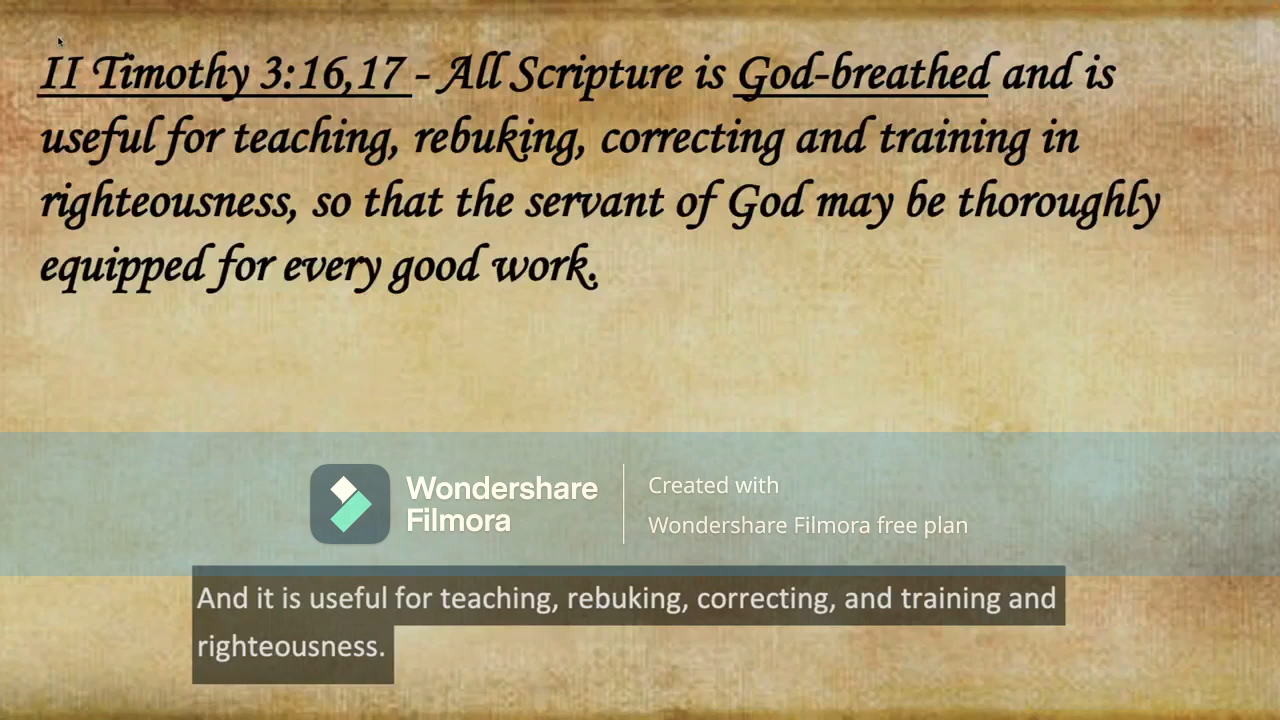 II Timothy 3:16,17 - All Scripture is God-breathed and is
useful for teaching, rebuking, correcting and training in
righteousness, so that the servant of God may be thoroughly
equipped for every good work.
Wondershare
Filmora
Created with
Wondershare Filmora free plan
And it is useful for teaching, rebuking, correcting, and training and
righteousness.